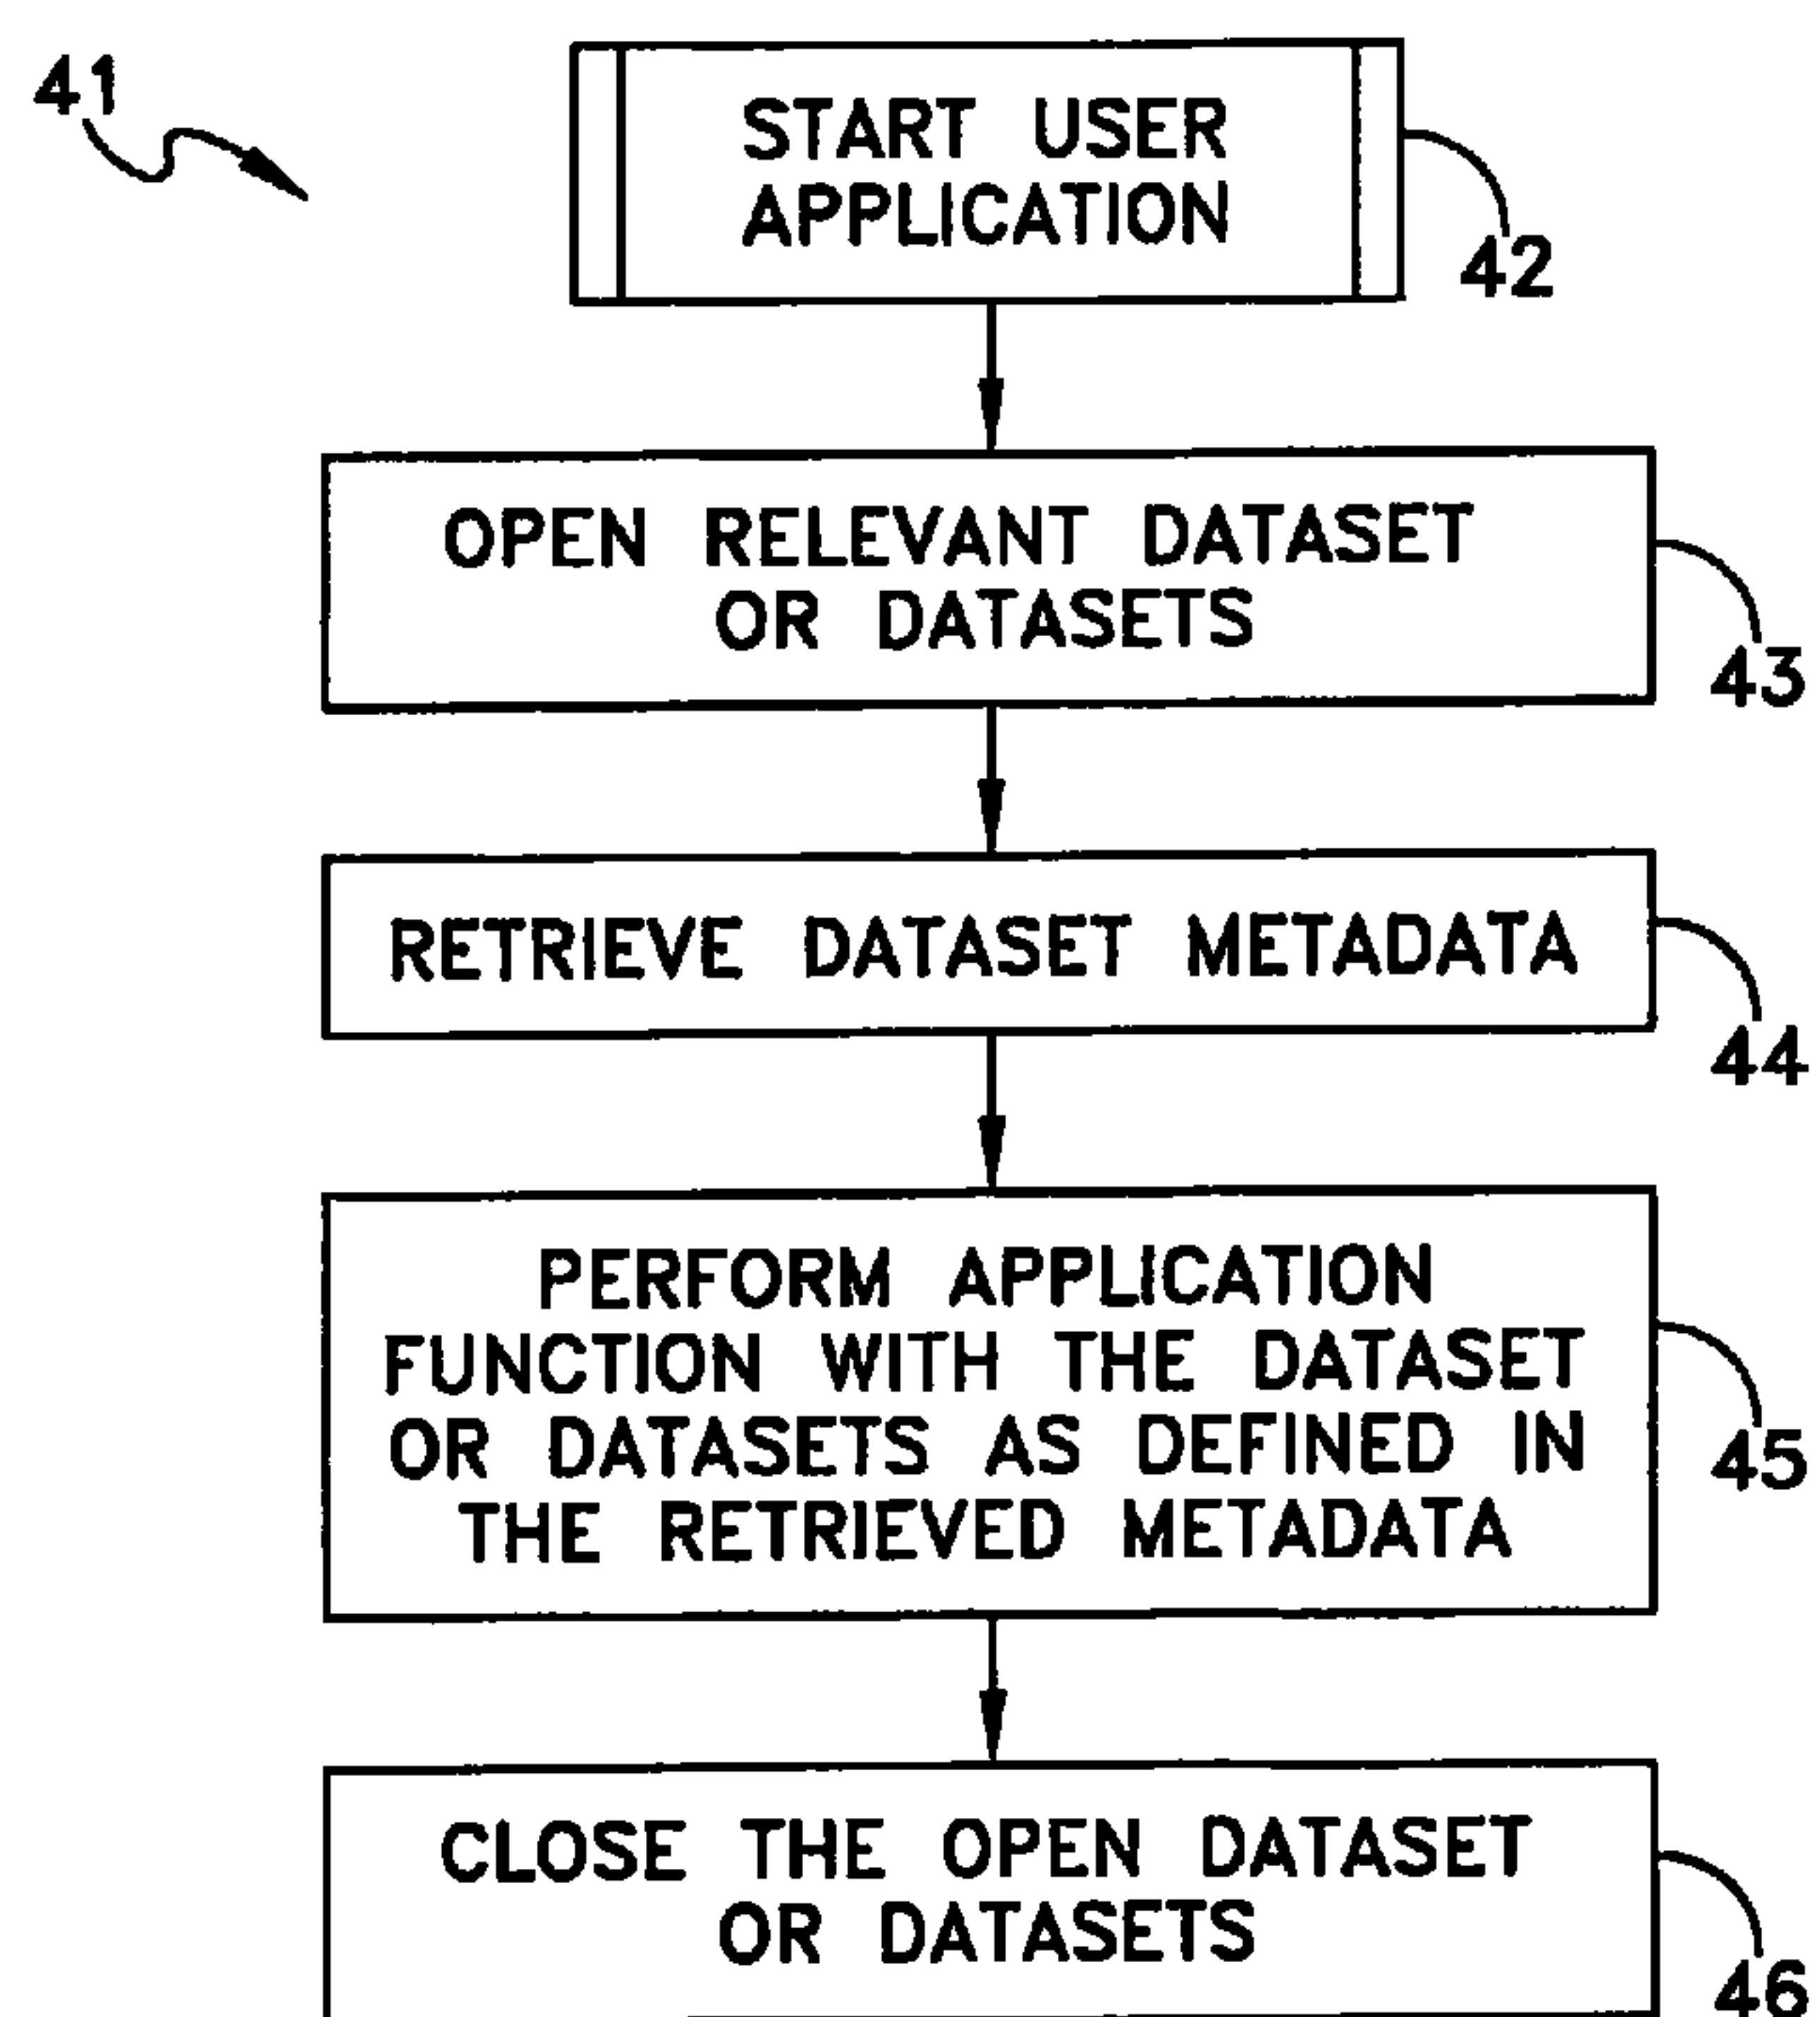 41
START USER
APPLICATION
42
OPEN RELEVANT DATASET
OR DATASETS
43
RETRIEVE DATASET METADATA
44
PERFORM APPLICATION
FUNCTION WITH THE DATASET
OR DATASETS AS DEFINED IN
THE RETRIEVED METADATA
45
CLOSE THE OPEN DATASET
OR DATASETS
46